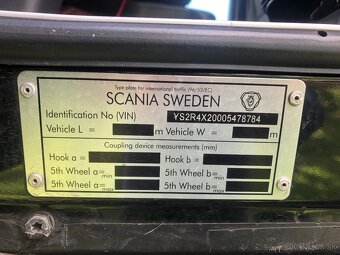 Type plate for international traffic (96/53/EC)
SCANIA SWEDEN
Identification No (VIN) YS2R4X20005478784
Vehicle L = m Vehicle W = m
Coupling device measurements (mm)
Hook a = Hook b =
5th Wheel a min = 5th Wheel b min =
5th Wheel a max = 5th Wheel b max =